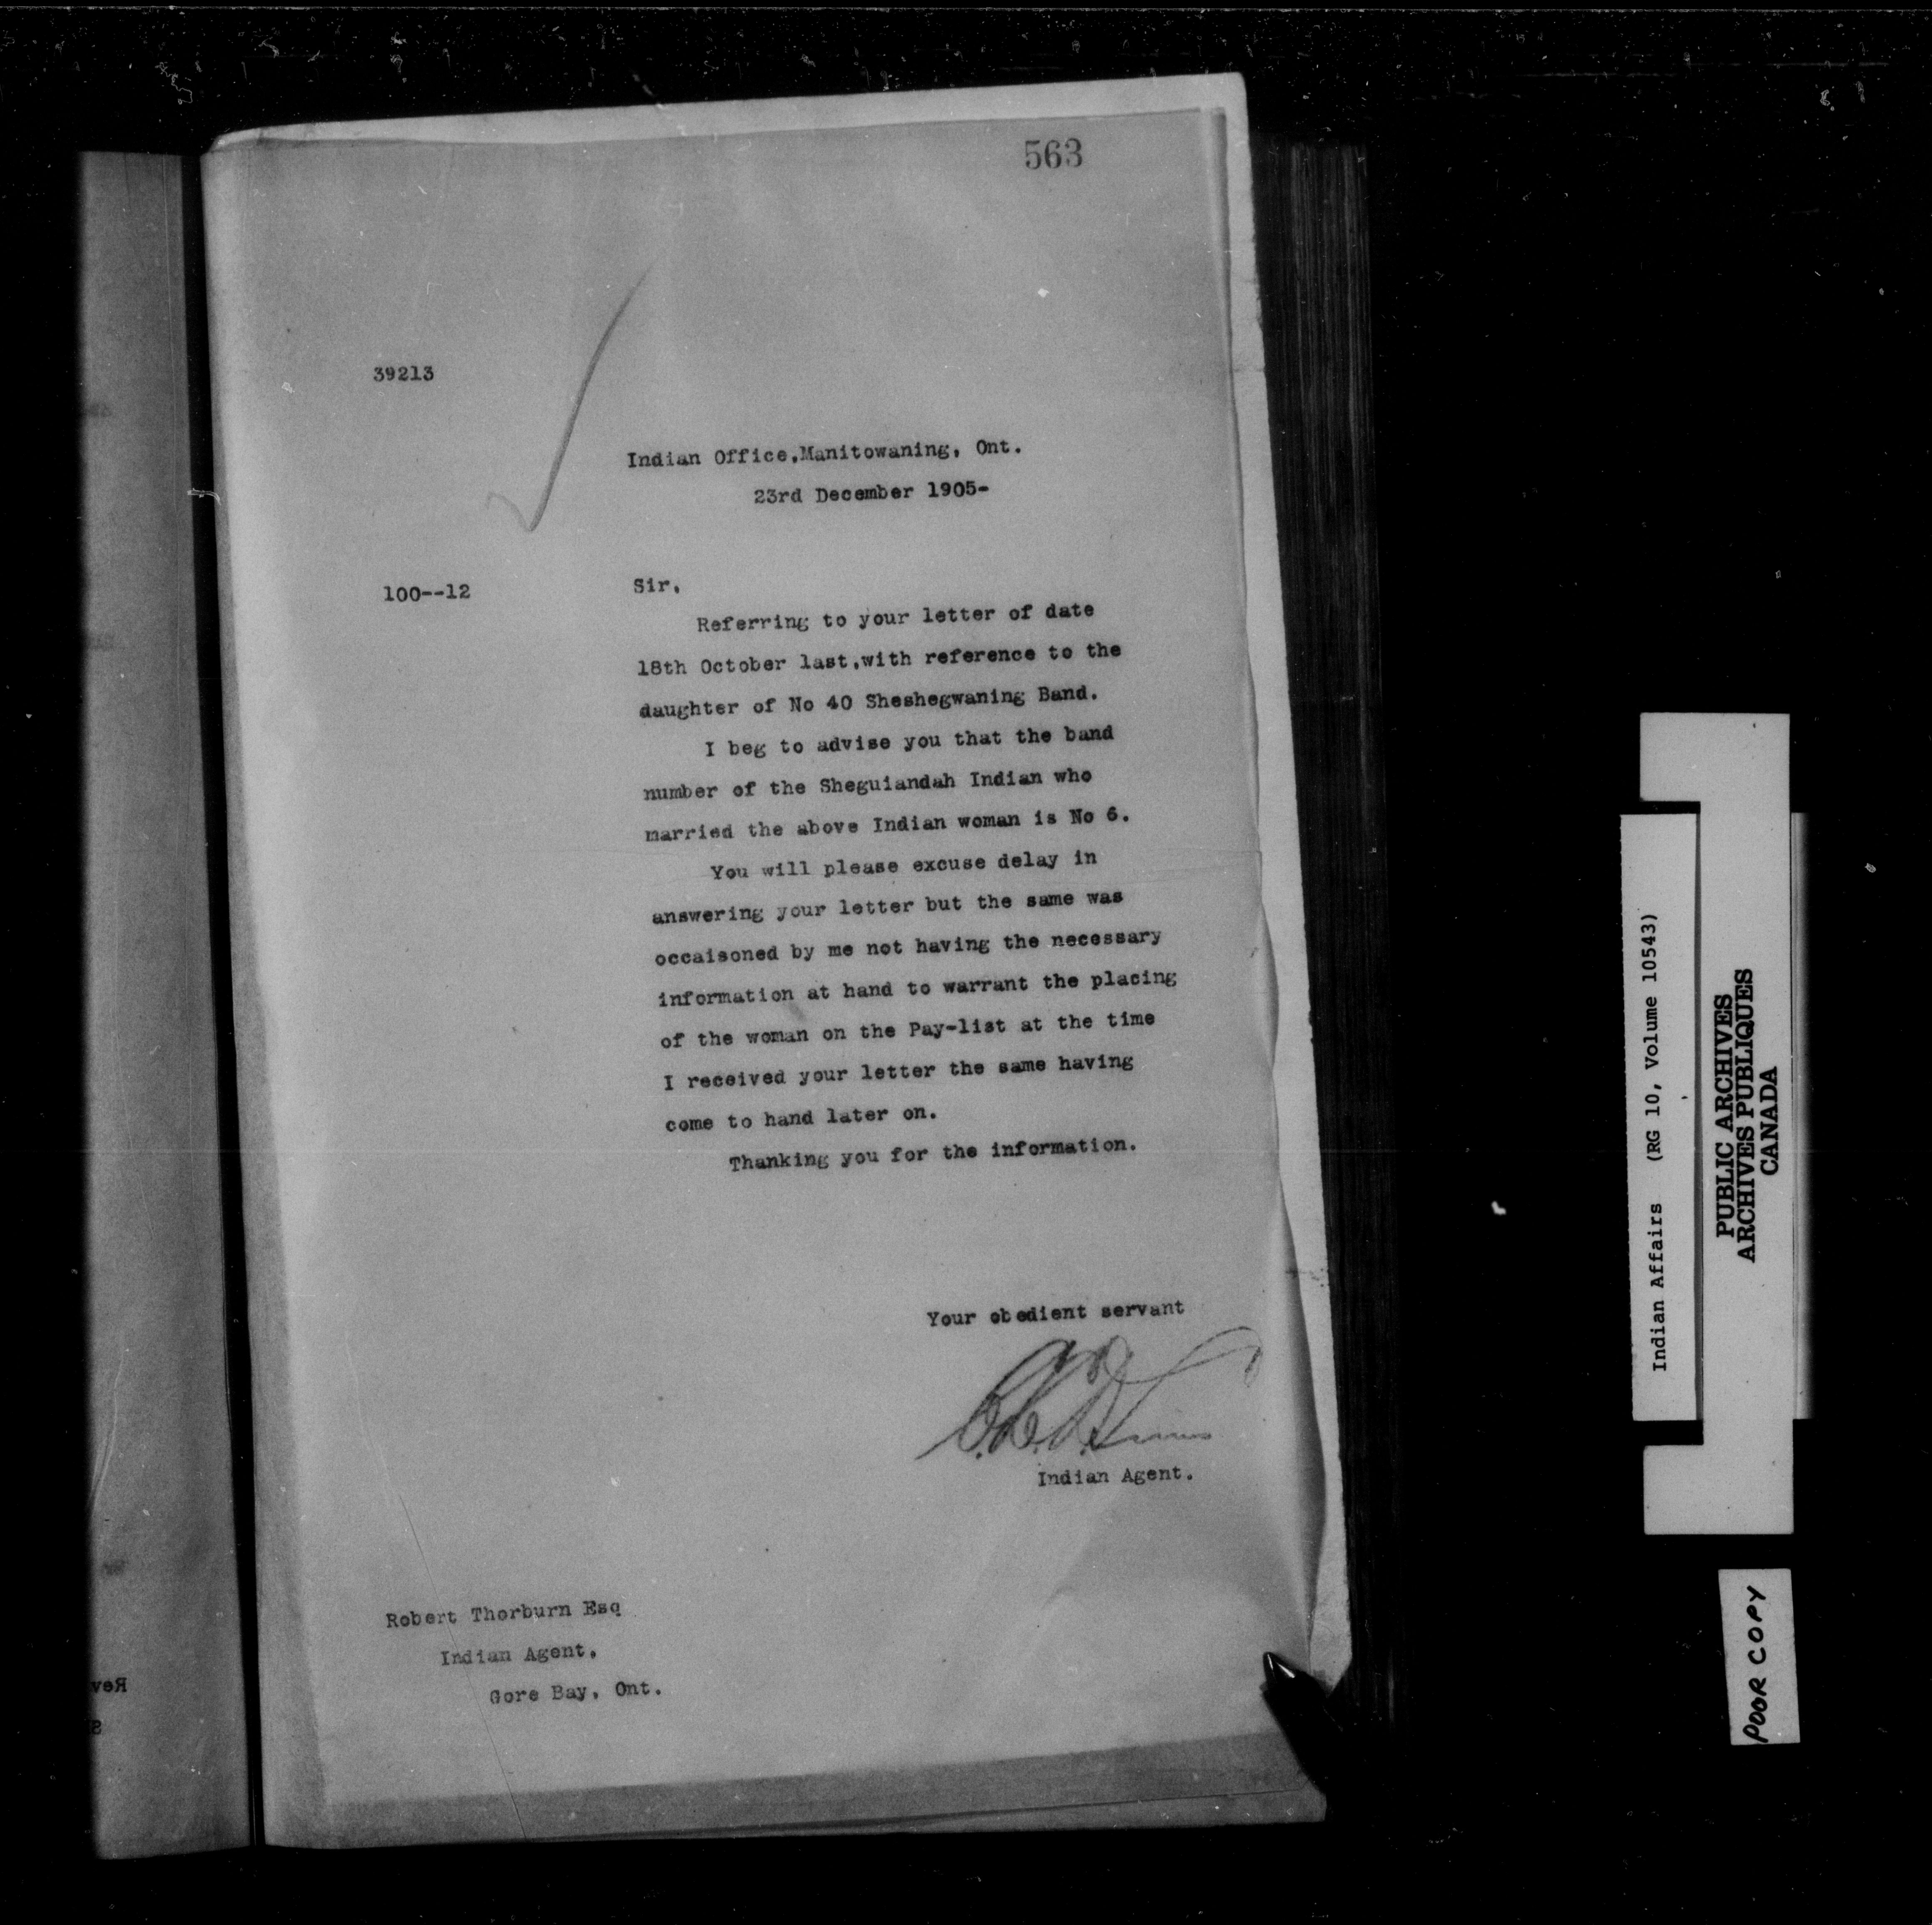 563
39213
Indian Office,Manitowaning, Ont.
23rd December 1905-
100--12
Sir,
Referring to your letter of date
18th October last,with reference to the
daughter of No 40 Sheshegwaning Band.
I beg to advise you that the band
number of the Sheguiandah Indian who
married the above Indian woman is No 6.
You will please excuse delay in
answering your letter but the same was
occaisoned by me not having the necessary
information at hand to warrant the placing
of the woman on the Pay-list at the time
I received your letter the same having
come to hand later on.
Thanking you for the information.
Your obedient servant
Indian Agent.
Robert Thorburn Esq
Indian Agent,
Gore Bay, Ont.
Indian Affairs (RG 10, Volume 10543)
PUBLIC ARCHIVES
ARCHIVES PUBLIQUES
CANADA
POOR COPY